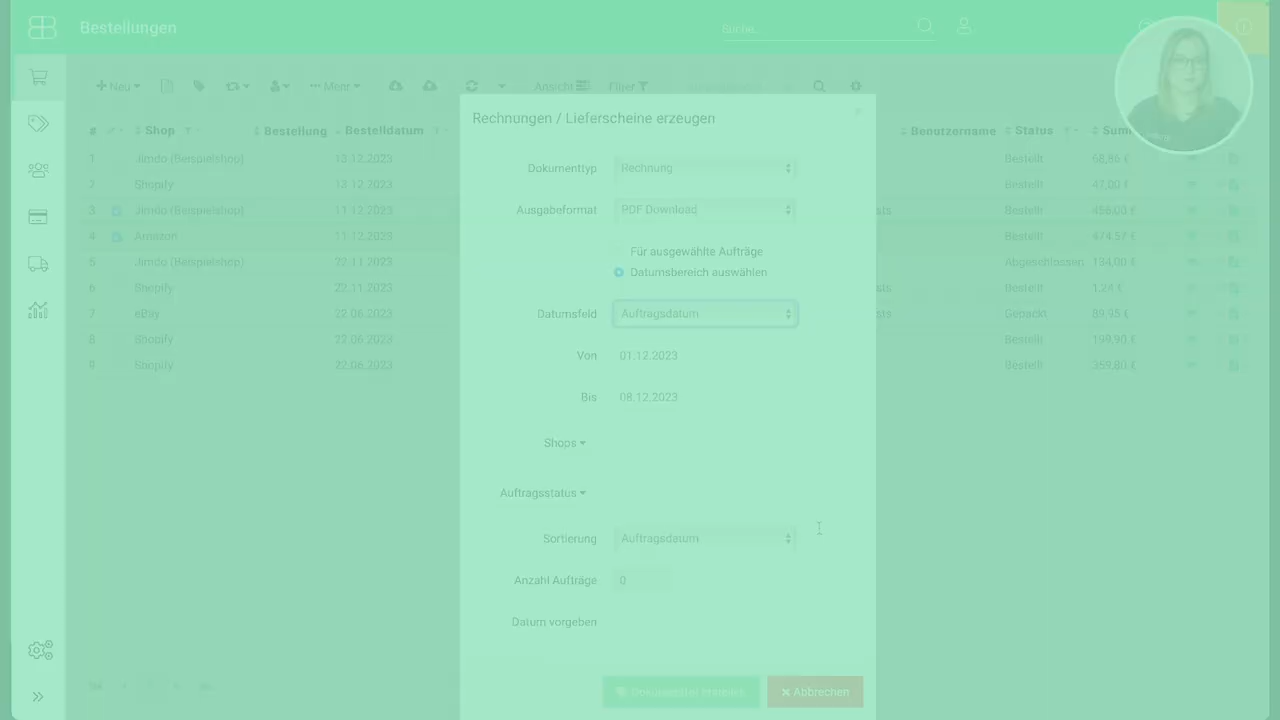 Bestellungen
Suche...
Neu
Mehr
Ansicht
Filter
# Shop Bestellung Bestelldatum Benutzername Status Sum
1 Jimdo (Beispielshop) 13.12.2023 Bestellt 68,86 €
2 Shopify 13.12.2023 Bestellt 47,00 €
3 Jimdo (Beispielshop) 11.12.2023 sts Bestellt 456,00 €
4 Amazon 11.12.2023 Bestellt 474,57 €
5 Jimdo (Beispielshop) 22.11.2023 Abgeschlossen 134,00 €
6 Shopify 22.11.2023 sts Bestellt 1,24 €
7 eBay 22.06.2023 sts Gepackt 89,95 €
8 Shopify 22.06.2023 Bestellt 199,90 €
9 Shopify 22.06.2023 Bestellt 359,80 €
Rechnungen / Lieferscheine erzeugen
Dokumenttyp Rechnung
Ausgabeformat PDF Download
Für ausgewählte Aufträge
Datumsbereich auswählen
Datumsfeld Auftragsdatum
Von 01.12.2023
Bis 08.12.2023
Shops
Auftragsstatus
Sortierung Auftragsdatum
Anzahl Aufträge 0
Datum vorgeben
Abbrechen